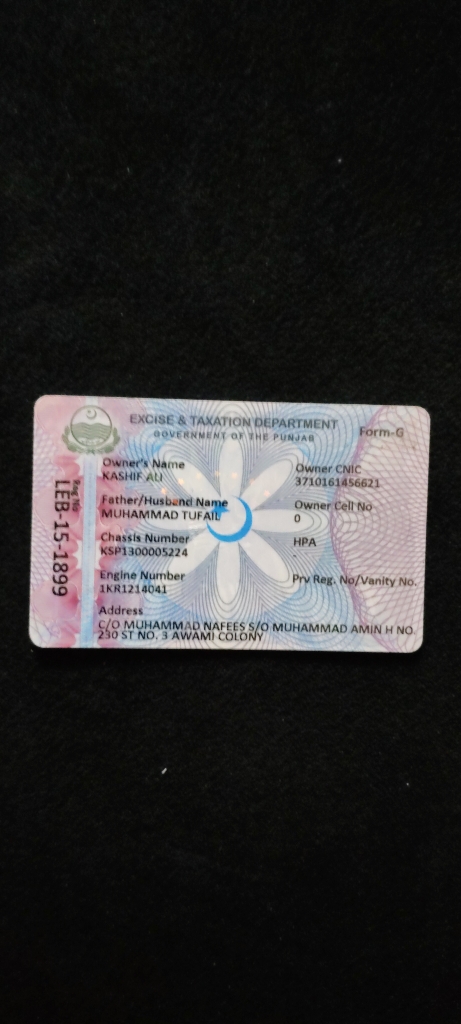 EXCISE & TAXATION DEPARTMENT
GOVERNMENT OF THE PUNJAB
Form-G
Reg No
LEB-15-1899
Owner's Name
KASHIF ALI
Owner CNIC
3710161456621
Father/Husband Name
MUHAMMAD TUFAIL
Owner Cell No
0
Chassis Number
KSP1300005224
HPA
-
Engine Number
1KR1214041
Prv Reg. No/Vanity No.
Address
C/O MUHAMMAD NAFEES S/O MUHAMMAD AMIN H NO.
230 ST NO. 3 AWAMI COLONY